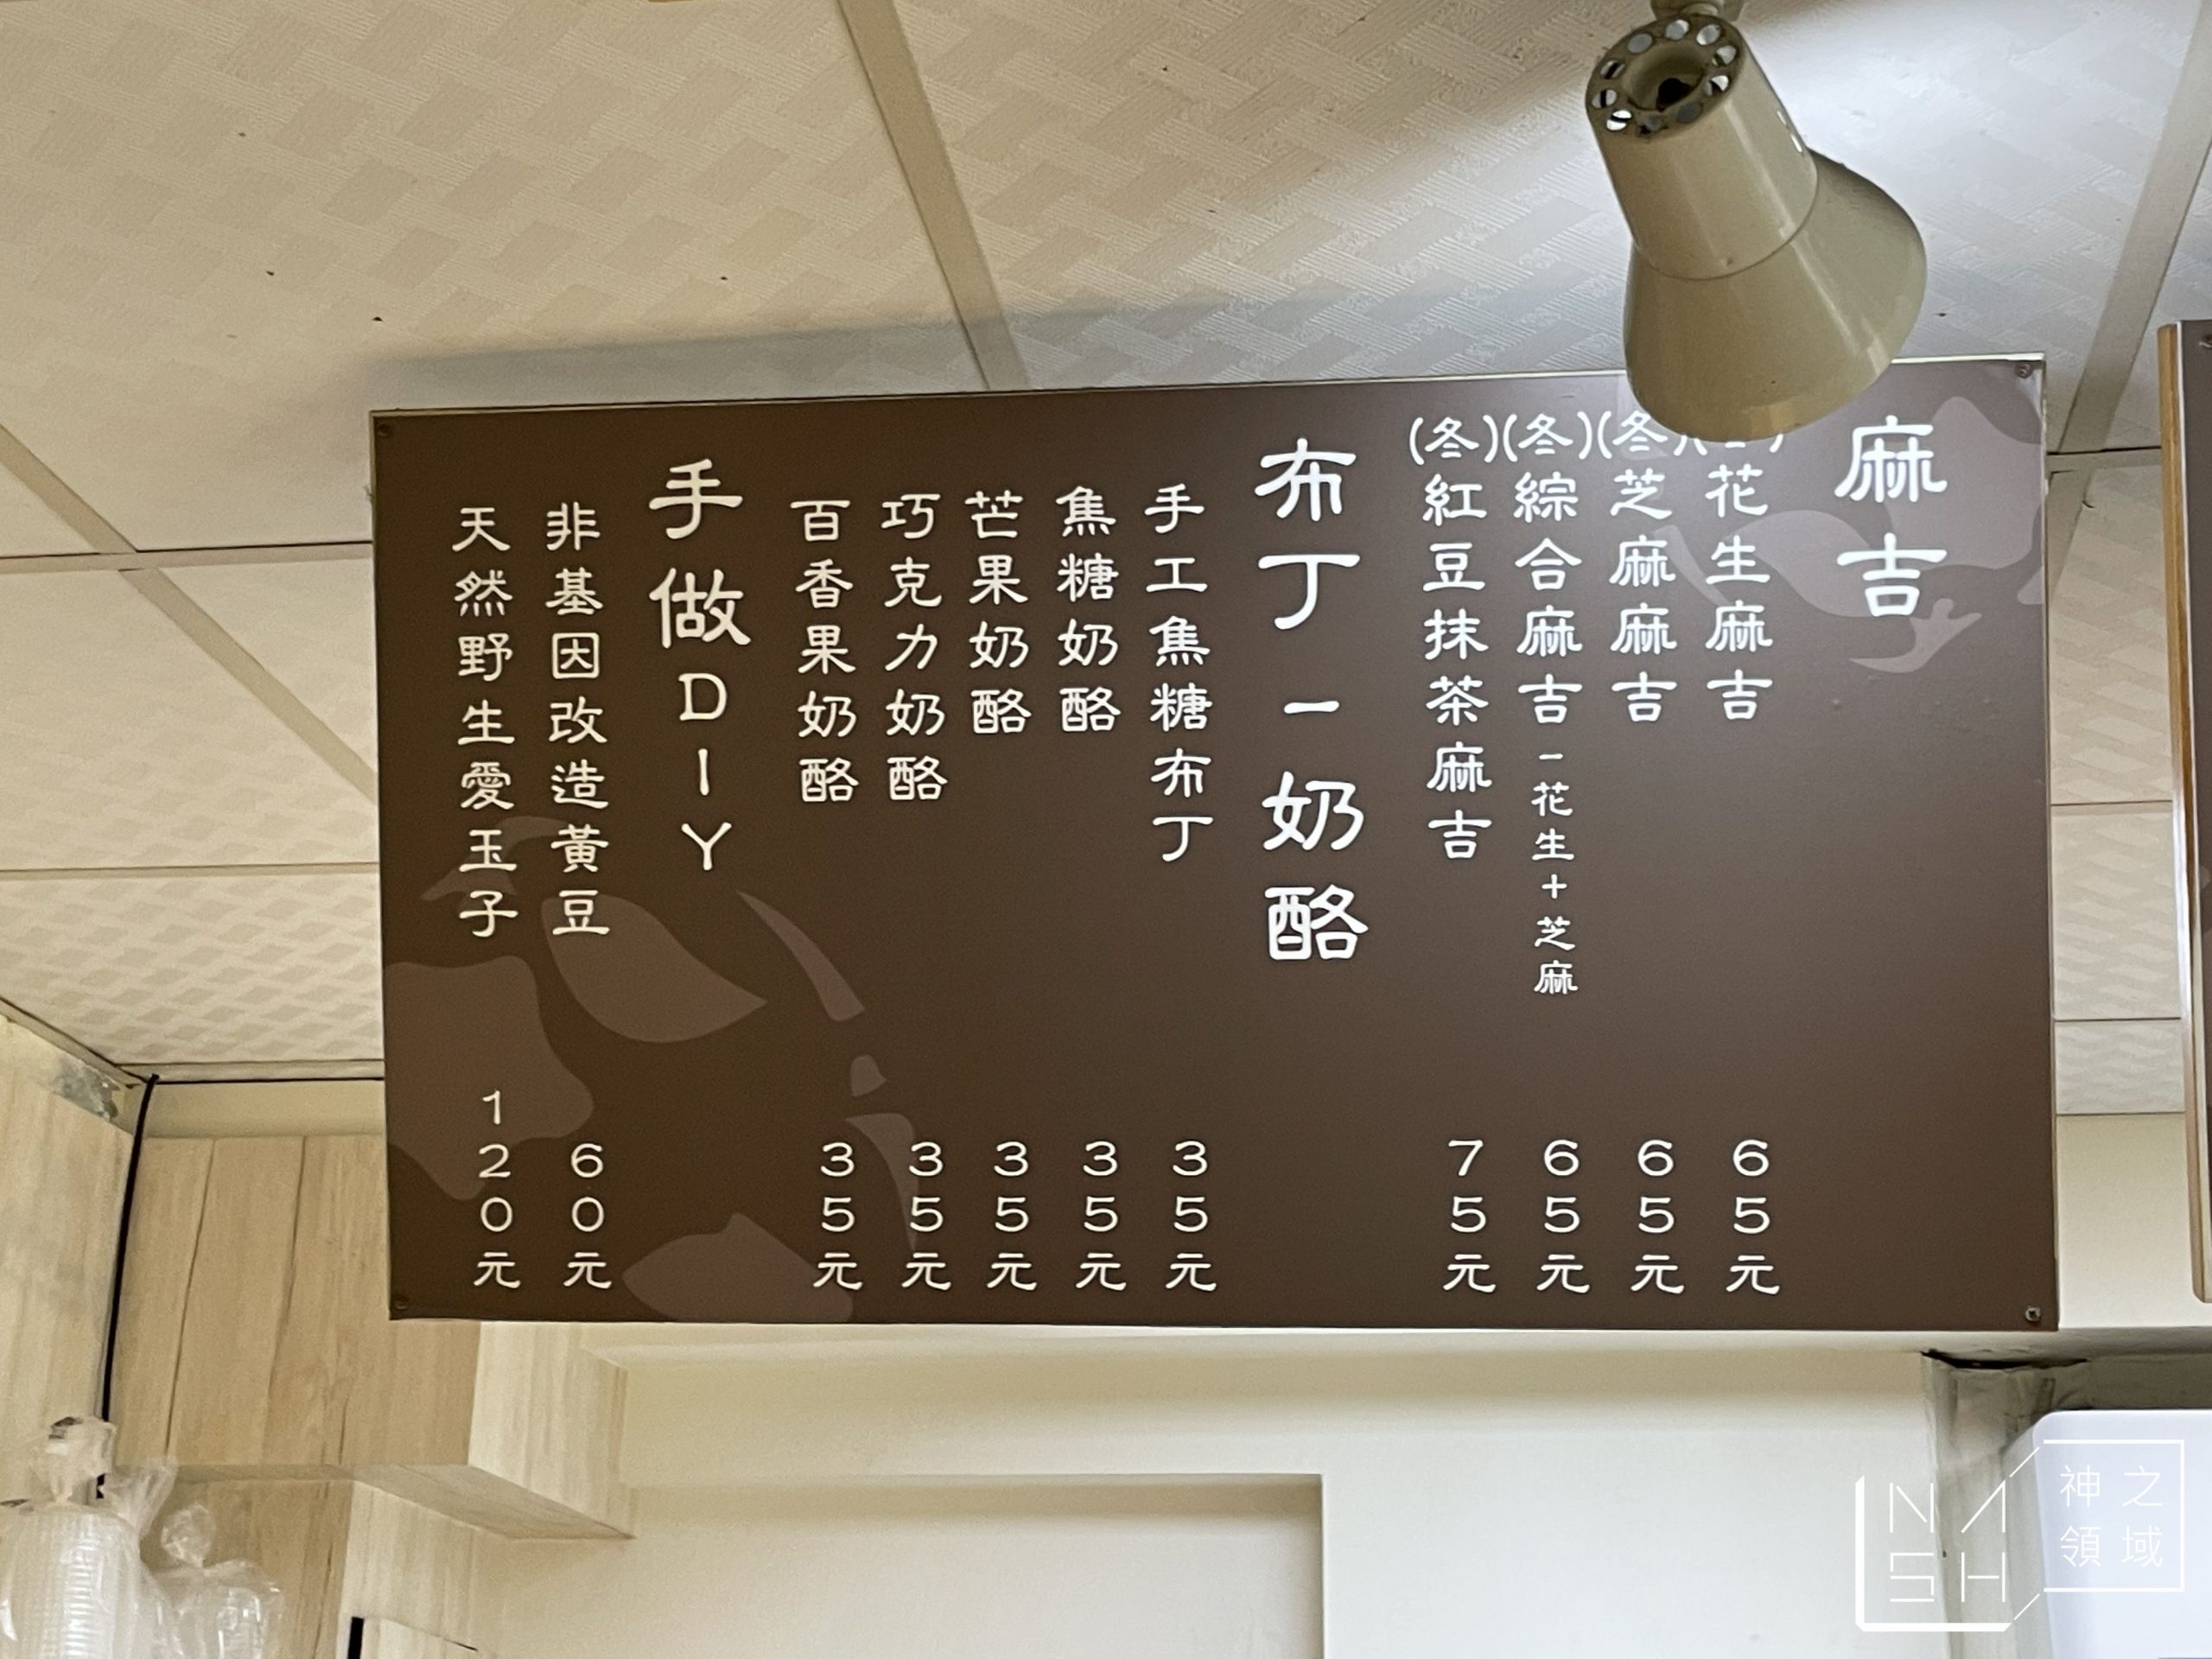 麻吉
花生麻吉 65元
(冬)芝麻麻吉 65元
(冬)綜合麻吉-花生+芝麻 65元
(冬)紅豆抹茶麻吉 75元
布丁-奶酪
手工焦糖布丁 35元
焦糖奶酪 35元
芒果奶酪 35元
巧克力奶酪 35元
百香果奶酪 35元
手做DIY
非基因改造黃豆 60元
天然野生愛玉子 120元
NASH
神之
領域